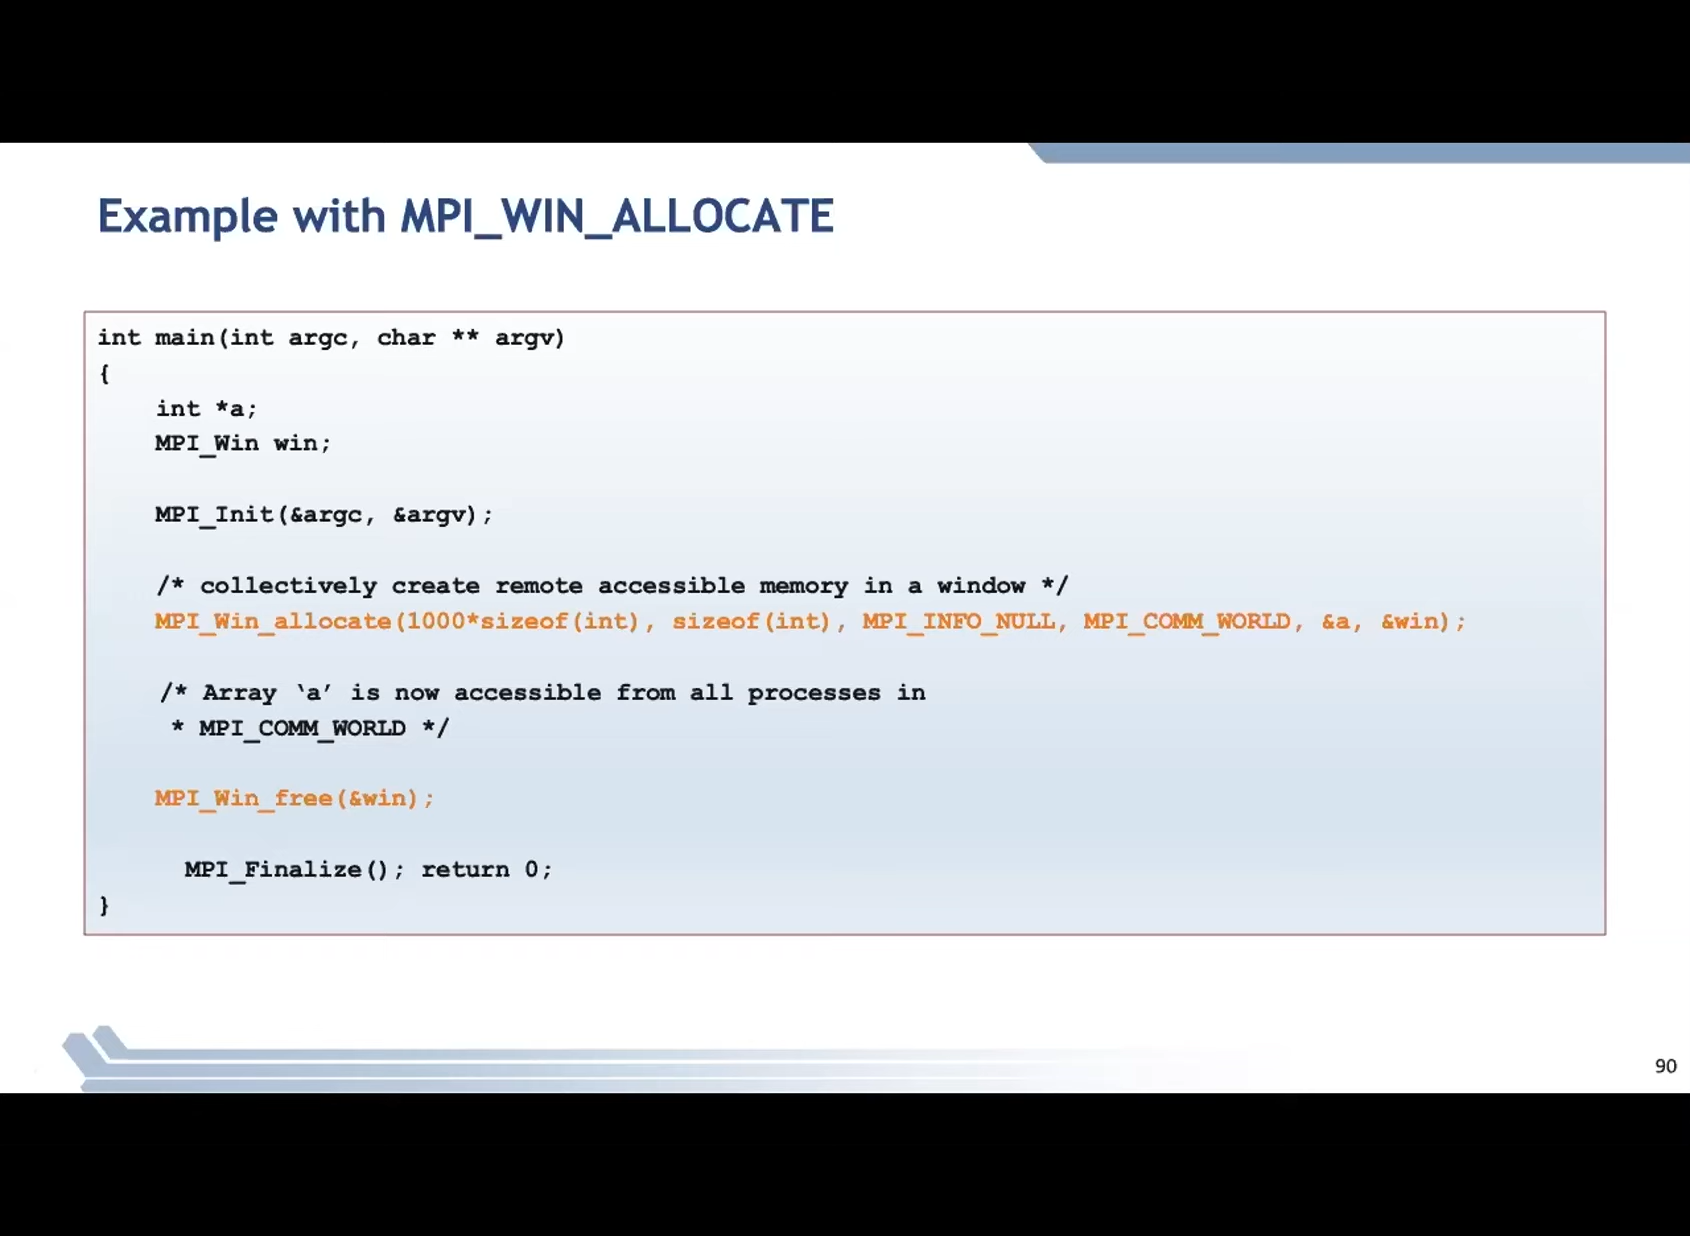 Example with MPI_WIN_ALLOCATE
int main(int argc, char ** argv)
{
int *a;
MPI_Win win;
MPI_Init(&argc, &argv);
/* collectively create remote accessible memory in a window */
MPI_Win_allocate(1000*sizeof(int), sizeof(int), MPI_INFO_NULL, MPI_COMM_WORLD, &a, &win);
/* Array ‛a’ is now accessible from all processes in
* MPI_COMM_WORLD */
MPI_Win_free(&win);
MPI_Finalize(); return 0;
}
90